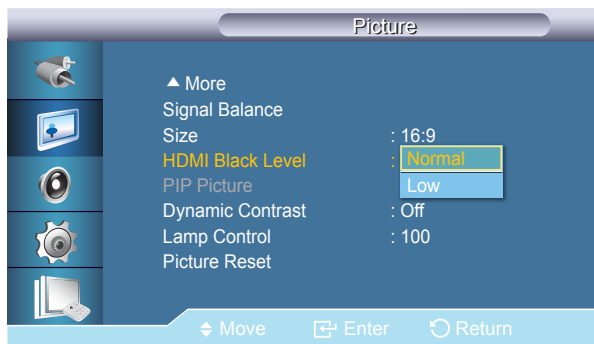 Picture
▲ More
Signal Balance
Size : 16:9
HDMI Black Level : Normal
Low
PIP Picture
Dynamic Contrast : Off
Lamp Control : 100
Picture Reset
Move Enter Return